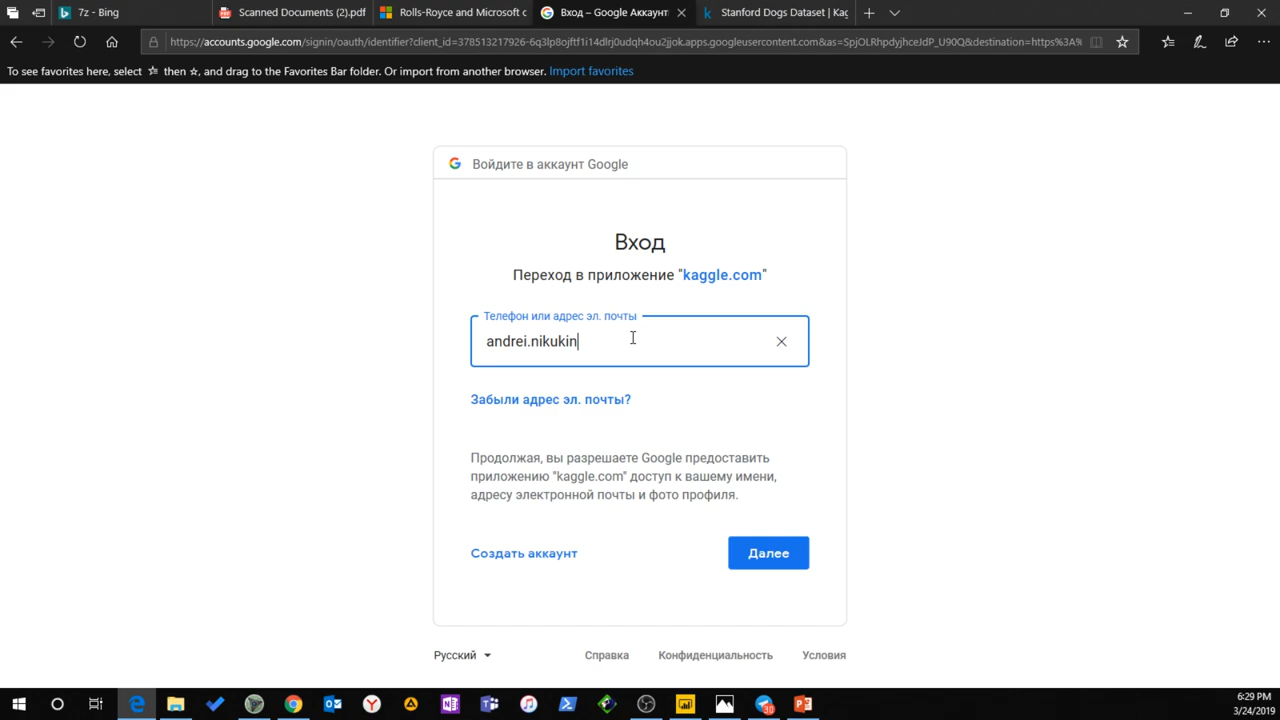 7z - Bing
Scanned Documents (2).pdf
Rolls-Royce and Microsoft c
Вход – Google Аккаунт
Stanford Dogs Dataset | Kag
https://accounts.google.com/signin/oauth/identifier?client_id=378513217926-6q3lp8ojftf1i14dlrj0udqh4ou2jjok.apps.googleusercontent.com&as=SpjOLRhpdyjhceJdP_U90Q&destination=https%3A%
To see favorites here, select then ☆, and drag to the Favorites Bar folder. Or import from another browser. Import favorites
Войдите в аккаунт Google
Вход
Переход в приложение "kaggle.com"
Телефон или адрес эл. почты
andrei.nikukin
Забыли адрес эл. почты?
Продолжая, вы разрешаете Google предоставить
приложению "kaggle.com" доступ к вашему имени,
адресу электронной почты и фото профиля.
Создать аккаунт
Далее
Русский
Справка
Конфиденциальность
Условия
30
6:29 PM
3/24/2019